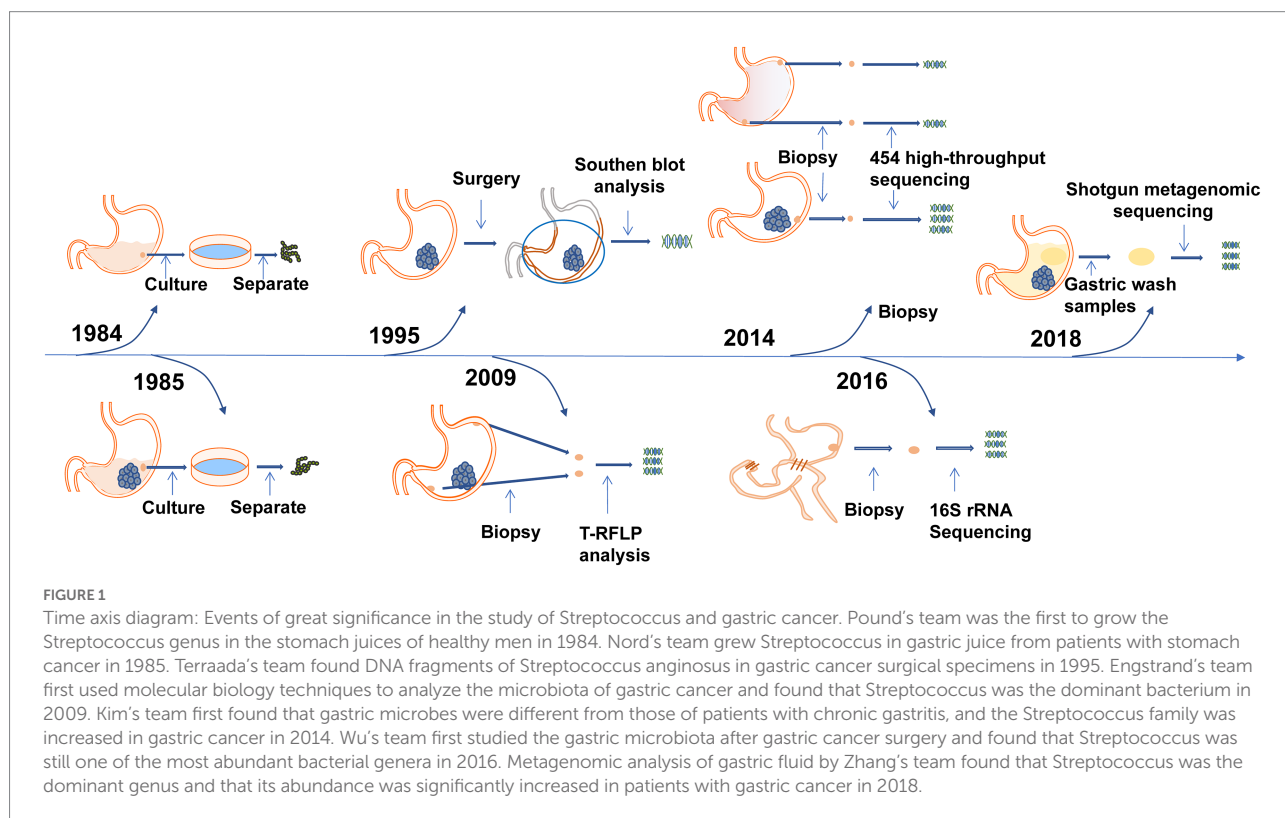 Biopsy
454 high-throughput
sequencing
Surgery
Southen blot
analysis
Shotgun metagenomic
sequencing
Culture
Separate
Gastric wash
samples
Biopsy
1984
1995
2014
2018
1985
2009
2016
Culture
Separate
Biopsy
T-RFLP
analysis
Biopsy
16S rRNA
Sequencing
FIGURE 1
Time axis diagram: Events of great significance in the study of Streptococcus and gastric cancer. Pound's team was the first to grow the
Streptococcus genus in the stomach juices of healthy men in 1984. Nord's team grew Streptococcus in gastric juice from patients with stomach
cancer in 1985. Terraada's team found DNA fragments of Streptococcus anginosus in gastric cancer surgical specimens in 1995. Engstrand's team
first used molecular biology techniques to analyze the microbiota of gastric cancer and found that Streptococcus was the dominant bacterium in
2009. Kim's team first found that gastric microbes were different from those of patients with chronic gastritis, and the Streptococcus family was
increased in gastric cancer in 2014. Wu's team first studied the gastric microbiota after gastric cancer surgery and found that Streptococcus was
still one of the most abundant bacterial genera in 2016. Metagenomic analysis of gastric fluid by Zhang's team found that Streptococcus was the
dominant genus and that its abundance was significantly increased in patients with gastric cancer in 2018.